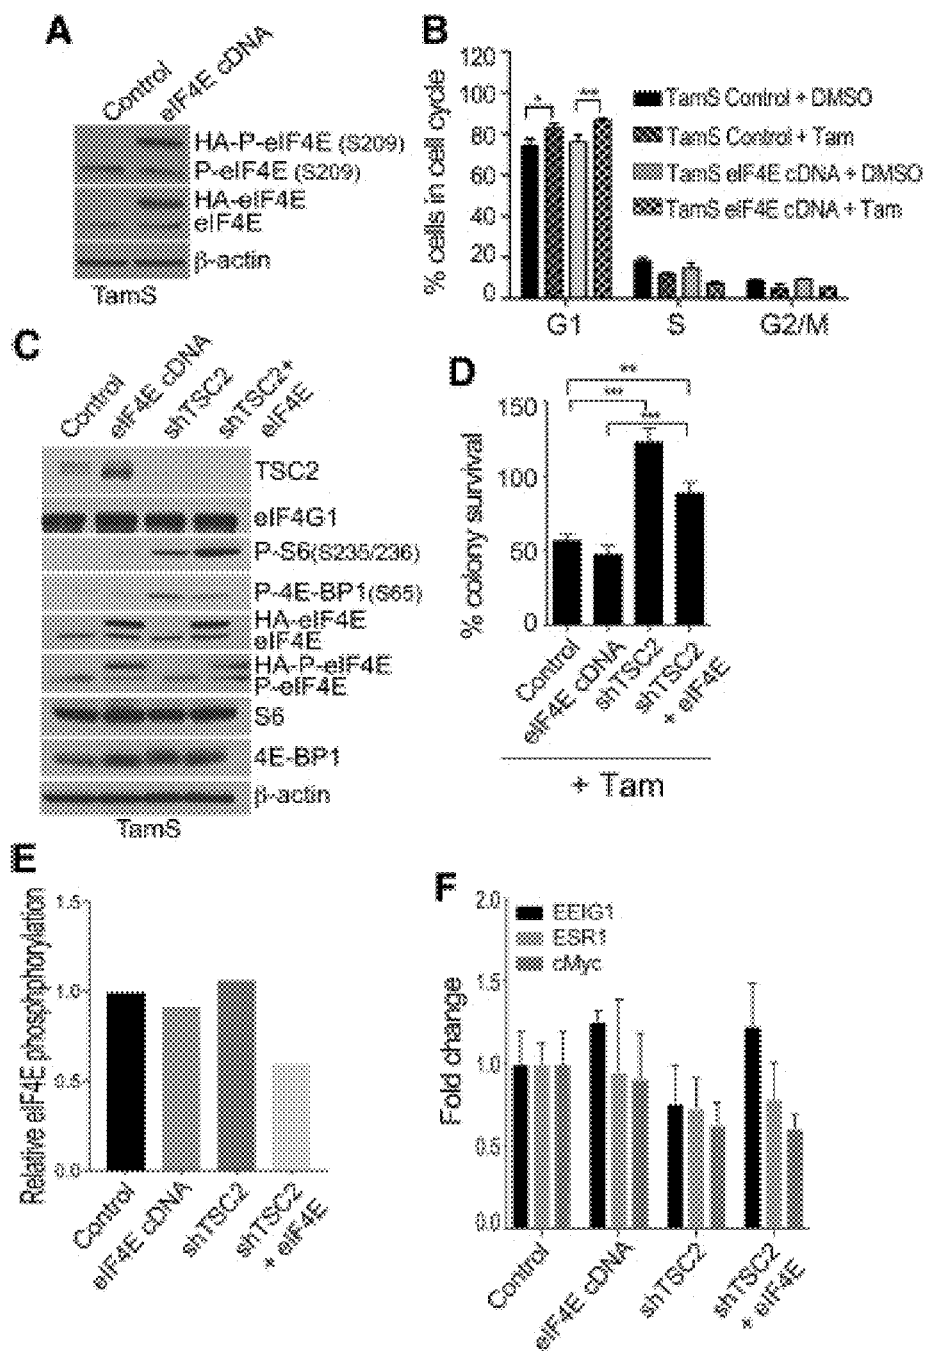 A
Control
eIF4E cDNA
HA-P-eIF4E (S209)
P-eIF4E (S209)
HA-eIF4E
eIF4E
β-actin
TamS
B
% cells in cell cycle
120
100
80
60
40
20
0
G1
S
G2/M
TamS Control + DMSO
TamS Control + Tam
TamS eIF4E cDNA + DMSO
TamS eIF4E cDNA + Tam
C
Control
eIF4E cDNA
shTSC2
shTSC2+
eIF4E
TSC2
eIF4G1
P-S6(S235/236)
P-4E-BP1(S65)
HA-eIF4E
eIF4E
HA-P-eIF4E
P-eIF4E
S6
4E-BP1
β-actin
TamS
D
% colony survival
150
100
50
0
**
***
***
Control
eIF4E cDNA
shTSC2
shTSC2
+ eIF4E
+ Tam
E
Relative eIF4E phosphphorylation
1.5
1.0
0.5
0.0
Control
eIF4E cDNA
shTSC2
shTSC2
+ eIF4E
F
Fold change
2.0
1.5
1.0
0.5
0.0
EEIG1
ESR1
cMyc
Control
eIF4E cDNA
shTSC2
shTSC2
+ eIF4E